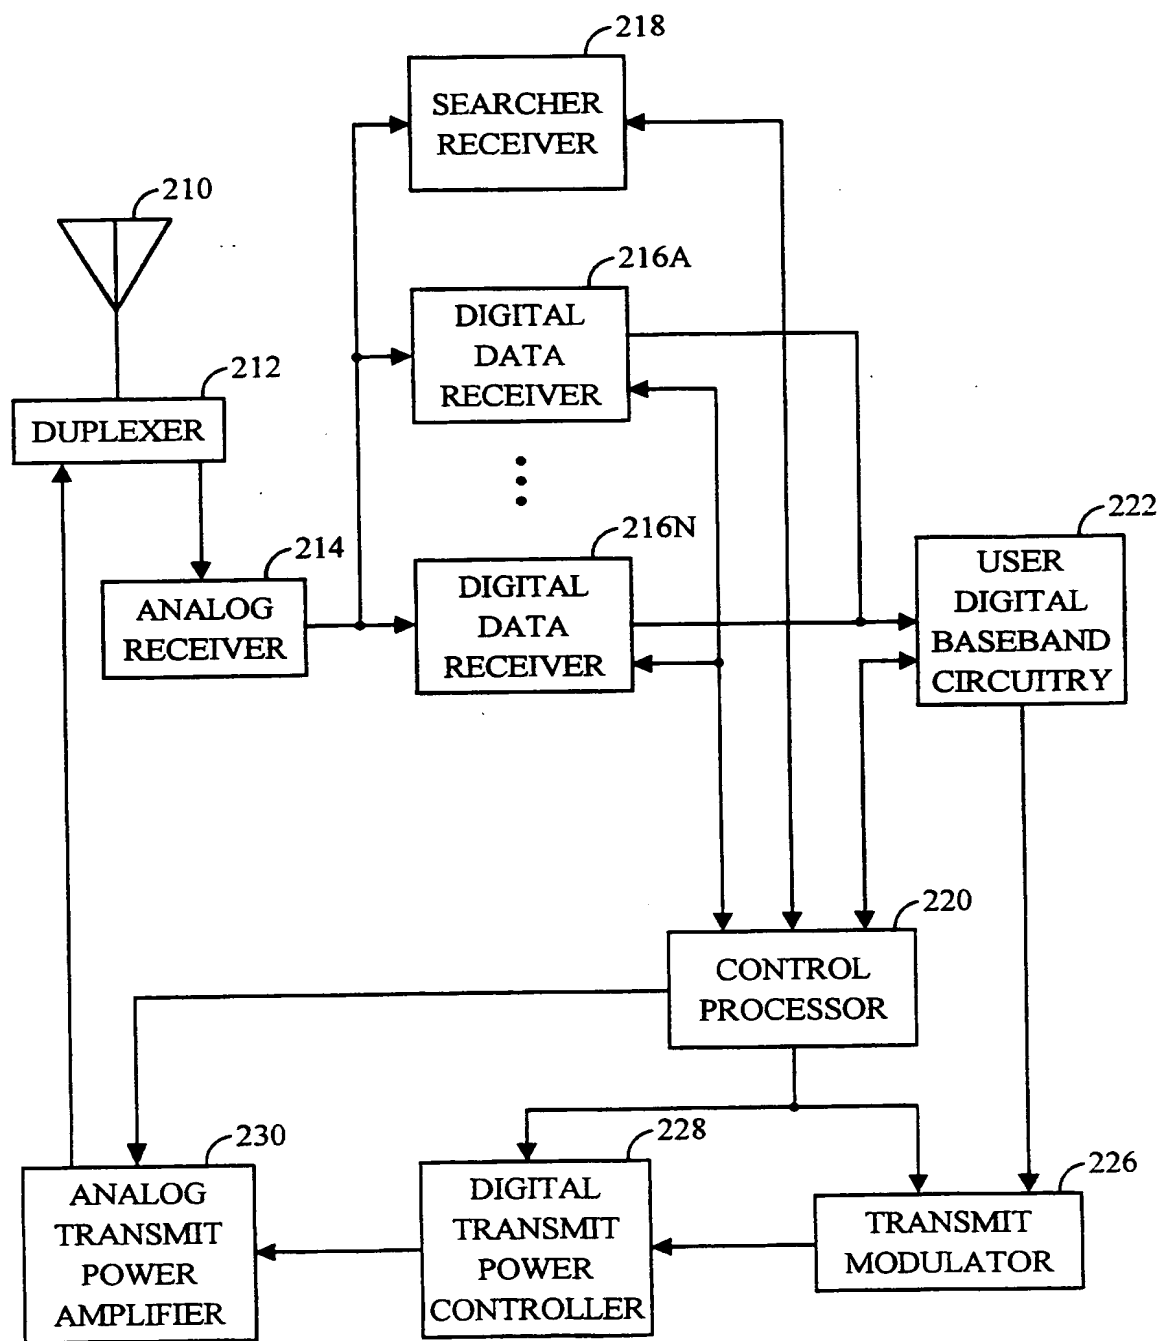 218
SEARCHER
RECEIVER
210
216A
DIGITAL
DATA
RECEIVER
212
DUPLEXER
216N
DIGITAL
DATA
RECEIVER
222
USER
DIGITAL
BASEBAND
CIRCUITRY
214
ANALOG
RECEIVER
220
CONTROL
PROCESSOR
230
ANALOG
TRANSMIT
POWER
AMPLIFIER
228
DIGITAL
TRANSMIT
POWER
CONTROLLER
226
TRANSMIT
MODULATOR